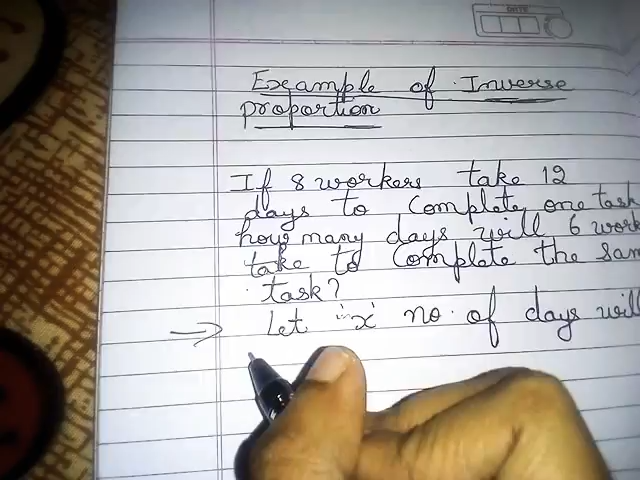 DATE
Example of Inverse
proportion
If 8 workers take 12
days to complete one task
how many days will 6 work
take to complete the sam
task?
Let 'x' no. of days will